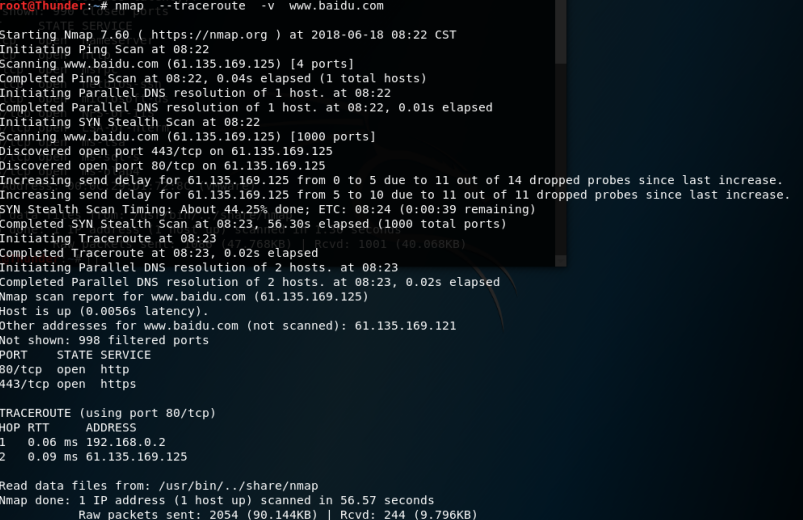 root@Thunder:~# nmap  --traceroute  -v  www.baidu.com
Starting Nmap 7.60 ( https://nmap.org ) at 2018-06-18 08:22 CST
Initiating Ping Scan at 08:22
Scanning www.baidu.com (61.135.169.125) [4 ports]
Completed Ping Scan at 08:22, 0.04s elapsed (1 total hosts)
Initiating Parallel DNS resolution of 1 host. at 08:22
Completed Parallel DNS resolution of 1 host. at 08:22, 0.01s elapsed
Initiating SYN Stealth Scan at 08:22
Scanning www.baidu.com (61.135.169.125) [1000 ports]
Discovered open port 443/tcp on 61.135.169.125
Discovered open port 80/tcp on 61.135.169.125
Increasing send delay for 61.135.169.125 from 0 to 5 due to 11 out of 14 dropped probes since last increase.
Increasing send delay for 61.135.169.125 from 5 to 10 due to 11 out of 11 dropped probes since last increase.
SYN Stealth Scan Timing: About 44.25% done; ETC: 08:24 (0:00:39 remaining)
Completed SYN Stealth Scan at 08:23, 56.30s elapsed (1000 total ports)
Initiating Traceroute at 08:23
Completed Traceroute at 08:23, 0.02s elapsed
Initiating Parallel DNS resolution of 2 hosts. at 08:23
Completed Parallel DNS resolution of 2 hosts. at 08:23, 0.02s elapsed
Nmap scan report for www.baidu.com (61.135.169.125)
Host is up (0.0056s latency).
Other addresses for www.baidu.com (not scanned): 61.135.169.121
Not shown: 998 filtered ports
PORT    STATE SERVICE
80/tcp  open  http
443/tcp open  https
TRACEROUTE (using port 80/tcp)
HOP RTT     ADDRESS
1   0.06 ms 192.168.0.2
2   0.09 ms 61.135.169.125
Read data files from: /usr/bin/../share/nmap
Nmap done: 1 IP address (1 host up) scanned in 56.57 seconds
Raw packets sent: 2054 (90.144KB) | Rcvd: 244 (9.796KB)